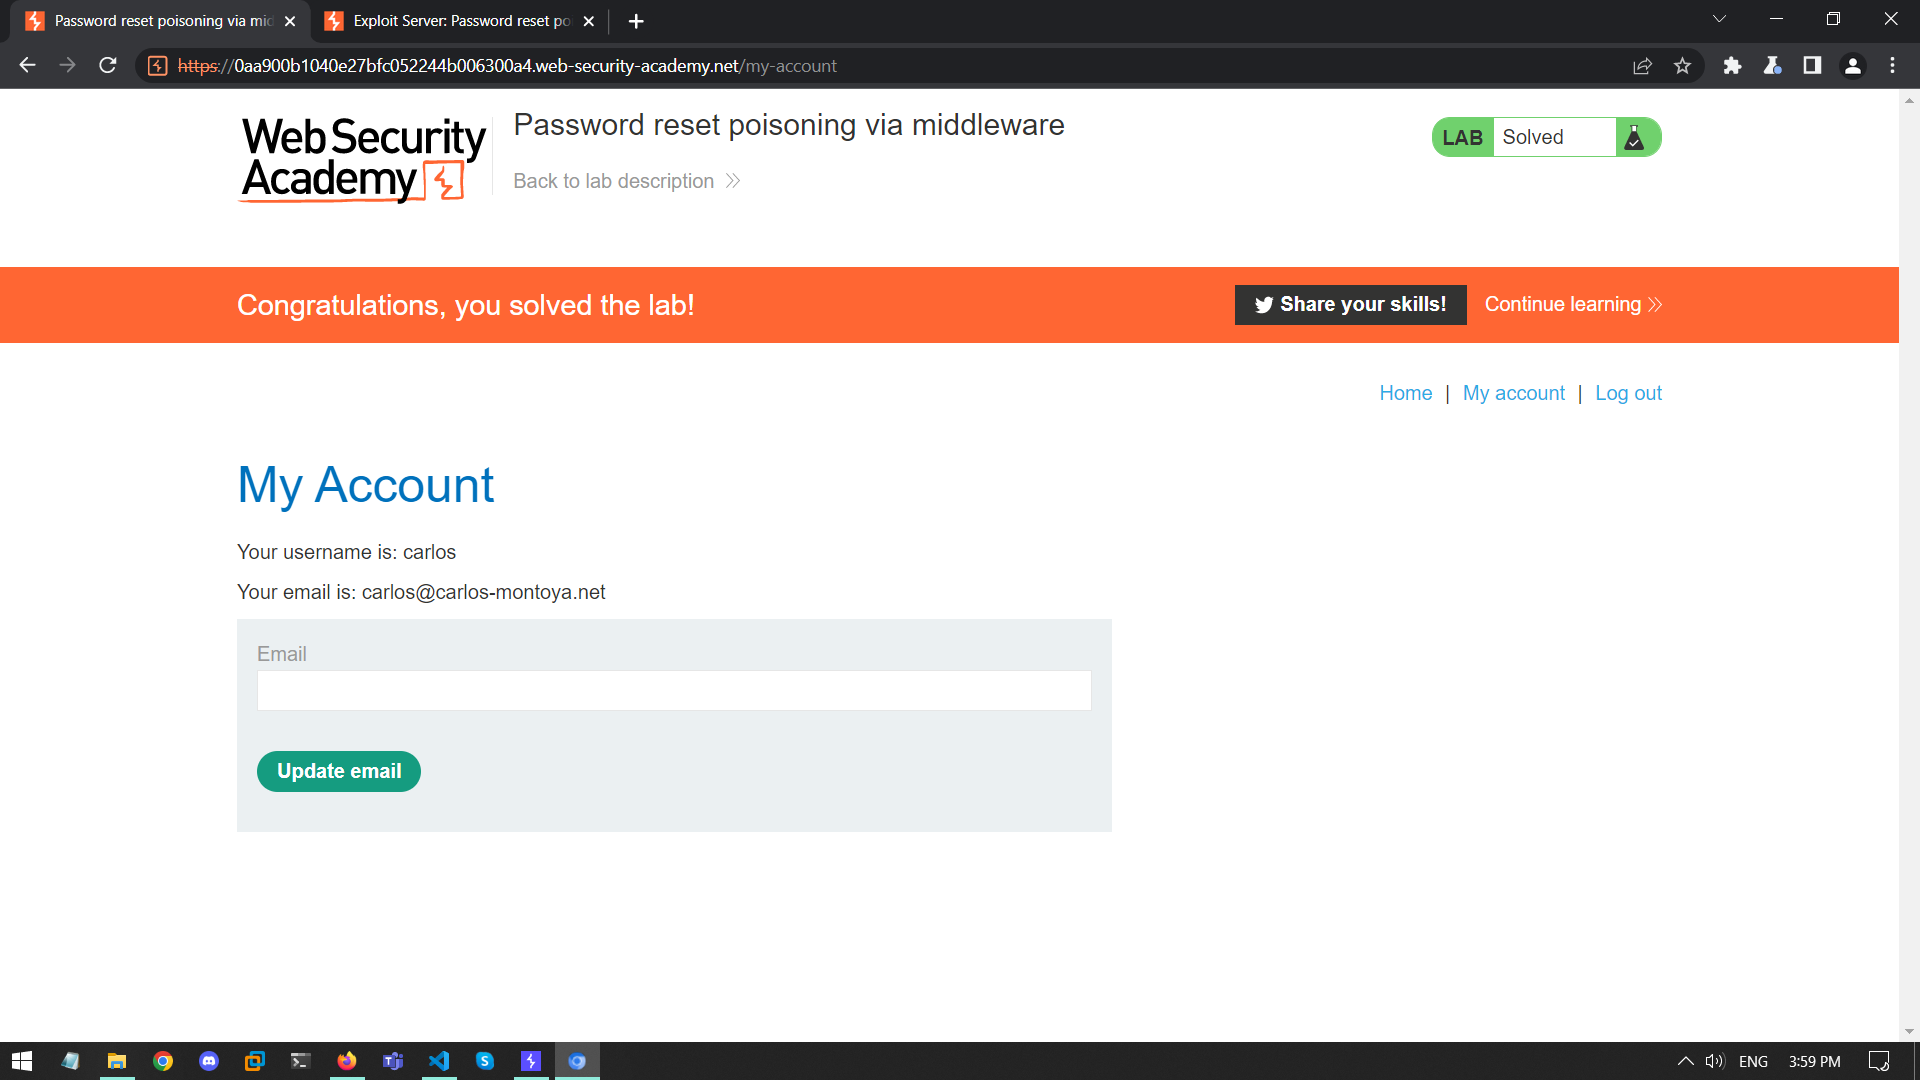 Password reset poisoning via mid
Exploit Server: Password reset po
https://0aa900b1040e27bfc052244b006300a4.web-security-academy.net/my-account
Web Security
Academy
Password reset poisoning via middleware
Back to lab description
LAB Solved
Congratulations, you solved the lab!
Share your skills!
Continue learning
Home | My account | Log out
My Account
Your username is: carlos
Your email is: carlos@carlos-montoya.net
Email
Update email
ENG
3:59 PM